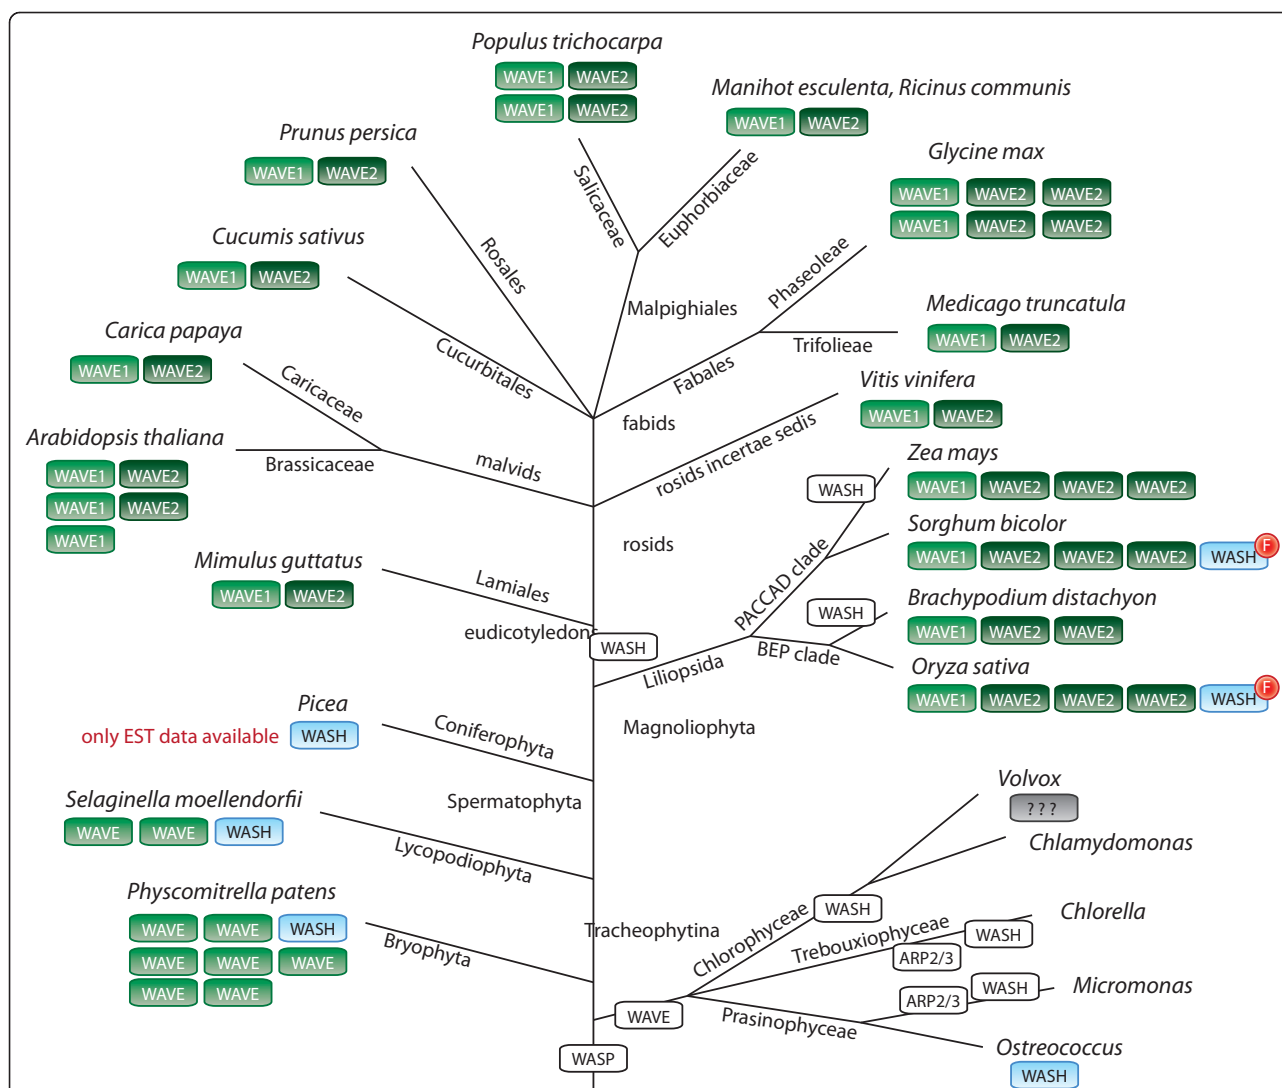 Populus trichocarpa
WAVE1 WAVE2
WAVE1 WAVE2
Manihot esculenta, Ricinus communis
WAVE1 WAVE2
Prunus persica
WAVE1 WAVE2
Glycine max
WAVE1 WAVE2 WAVE2
WAVE1 WAVE2 WAVE2
Salicaceae
Euphorbiaceae
Cucumis sativus
WAVE1 WAVE2
Rosales
Phaseoleae
Malpighiales
Medicago truncatula
WAVE1 WAVE2
Trifolieae
Carica papaya
WAVE1 WAVE2
Cucurbitales
Fabales
Caricaceae
Vitis vinifera
WAVE1 WAVE2
fabids
rosids incertae sedis
Arabidopsis thaliana
WAVE1 WAVE2
WAVE1 WAVE2
WAVE1
Brassicaceae
malvids
Zea mays
WASH
WAVE1 WAVE2 WAVE2 WAVE2
rosids
Sorghum bicolor
WAVE1 WAVE2 WAVE2 WAVE2 WASH F
PACCAD clade
Mimulus guttatus
WAVE1 WAVE2
Lamiales
eudicotyledons
WASH
Brachypodium distachyon
WASH
WAVE1 WAVE2 WAVE2
BEP clade
Liliopsida
Oryza sativa
WAVE1 WAVE2 WAVE2 WAVE2 WASH F
Picea
only EST data available WASH
Coniferophyta
Magnoliophyta
Spermatophyta
Volvox
???
Selaginella moellendorfii
WAVE WAVE WASH
Lycopodiophyta
Chlamydomonas
Physcomitrella patens
WAVE WAVE WASH
WAVE WAVE WAVE
WAVE WAVE
Bryophyta
Tracheophytina
Chlorophyceae
WASH
Trebouxiophyceae
ARP2/3
WASH
Chlorella
WAVE
Prasinophyceae
ARP2/3
WASH
Micromonas
WASP
Ostreococcus
WASH